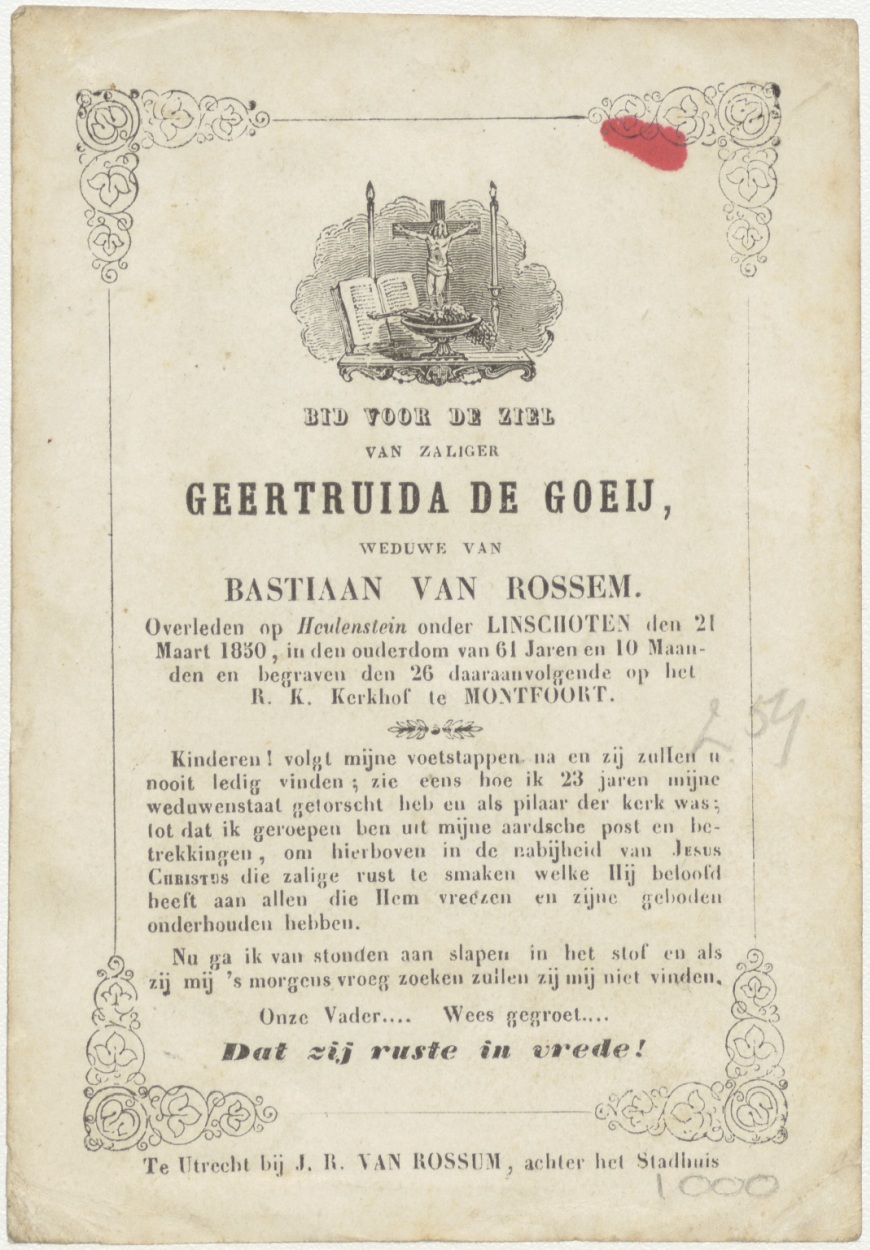 BID VOOR DE ZIEL
VAN ZALIGER
GEERTRUIDA DE GOEIJ,
WEDUWE VAN
BASTIAAN VAN ROSSEM.
Overleden op Heulenstein onder LINSCHOTEN den 21
Maart 1850, in den ouderdom van 61 Jaren en 10 Maan-
den en begraven den 26 daaraanvolgende op het
R. K. Kerkhof te MONTFOORT.
Kinderen! volgt mijne voetstappen na en zij zullen u
nooit ledig vinden; zie eens hoe ik 23 jaren mijne
weduwenstaat getorscht heb en als pilaar der kerk was;
tot dat ik geroepen ben uit mijne aardsche post en be-
trekkingen, om hierboven in de nabijheid van JESUS
CHRISTUS die zalige rust te smaken welke Hij beloofd
heeft aan allen die Hem vreezen en zijne geboden
onderhouden hebben.
Nu ga ik van stonden aan slapen in het stof en als
zij mij 's morgens vroeg zoeken zullen zij mij niet vinden.
Onze Vader.... Wees gegroet....
Dat zij ruste in vrede!
Te Utrecht bij J. R. VAN ROSSUM, achter het Stadhuis
1000